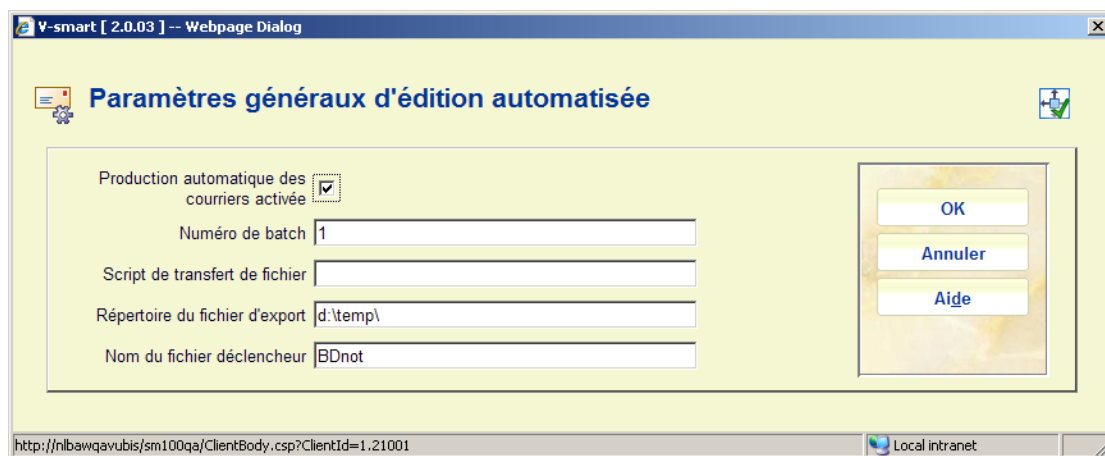 V-smart [ 2.0.03 ] -- Webpage Dialog
Paramètres généraux d'édition automatisée
Production automatique des
courriers activée
Numéro de batch 1
Script de transfert de fichier
Répertoire du fichier d'export d:\temp\
Nom du fichier déclencheur BDnot
OK
Annuler
Aide
http://nlbawqavubis/sm100qa/ClientBody.csp?ClientId=1.21001 Local intranet